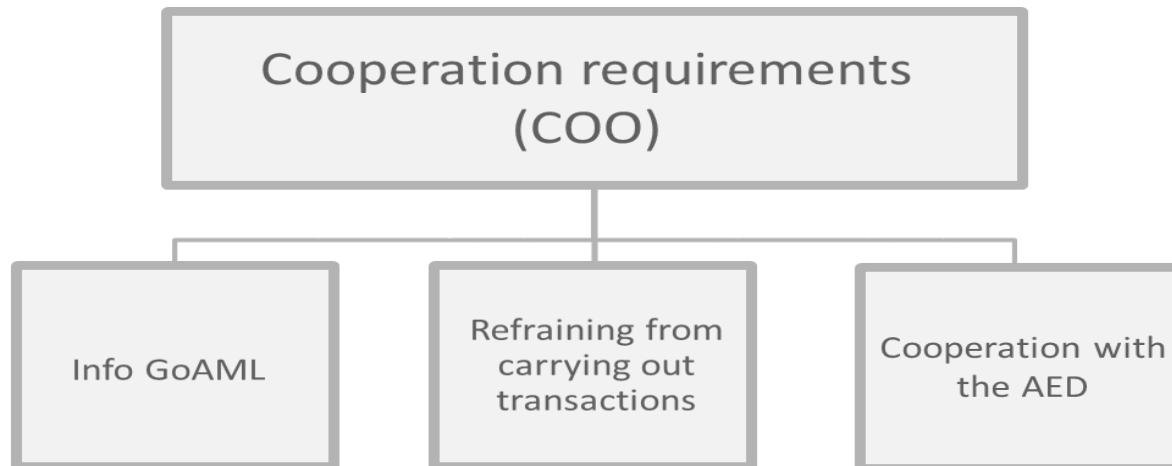 Cooperation requirements
(COO)
Info GoAML
Refraining from
carrying out
transactions
Cooperation with
the AED